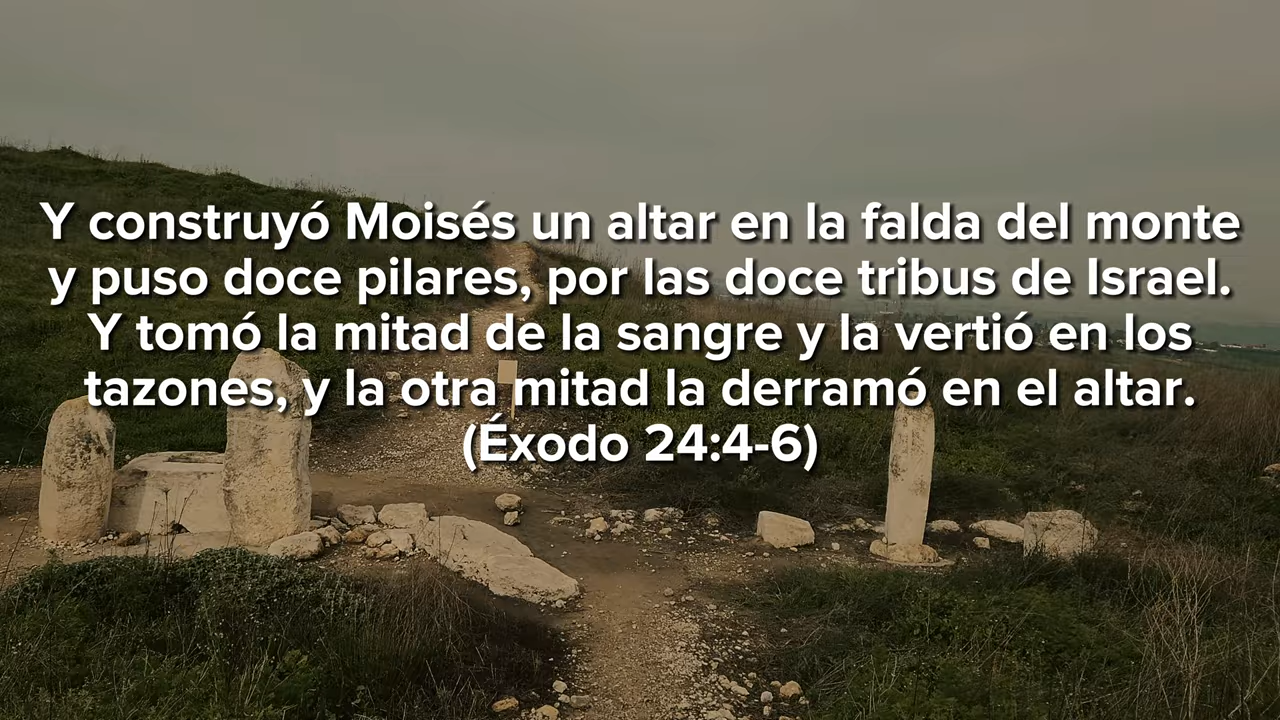 Y construyó Moisés un altar en la falda del monte
y puso doce pilares, por las doce tribus de Israel.
Y tomó la mitad de la sangre y la vertió en los
tazones, y la otra mitad la derramó en el altar.
(Éxodo 24:4-6)